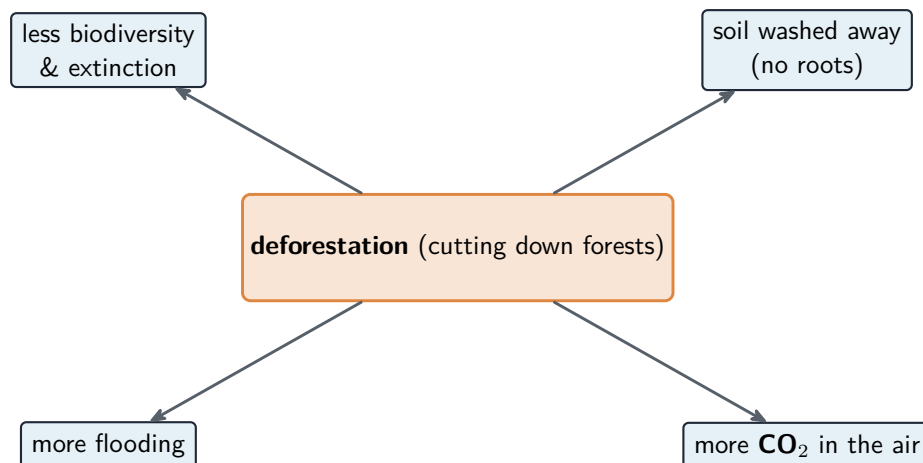 less biodiversity
& extinction
soil washed away
(no roots)
deforestation (cutting down forests)
more flooding
more CO₂ in the air